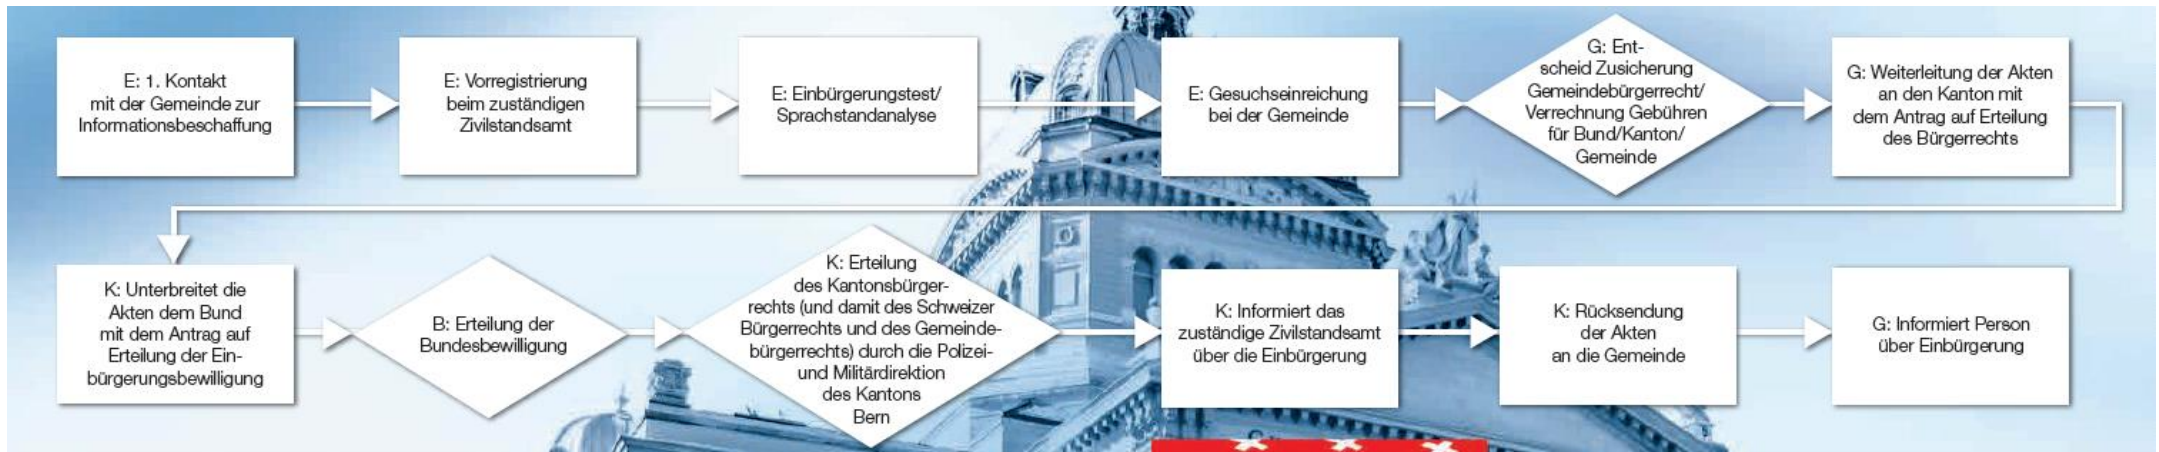 E: 1. Kontakt
mit der Gemeinde zur
Informationsbeschaffung
E: Vorregistrierung
beim zuständigen
Zivilstandsamt
E: Einbürgerungstest/
Sprachstandanalyse
E: Gesuchseinreichung
bei der Gemeinde
G: Ent-
scheid Zusicherung
Gemeindebürgerrecht/
Verrechnung Gebühren
für Bund/Kanton/
Gemeinde
G: Weiterleitung der Akten
an den Kanton mit
dem Antrag auf Erteilung
des Bürgerrechts
K: Unterbreitet die
Akten dem Bund
mit dem Antrag auf
Erteilung der Ein-
bürgerungsbewilligung
B: Erteilung der
Bundesbewilligung
K: Erteilung
des Kantonsbürger-
rechts (und damit des Schweizer
Bürgerrechts und des Gemeinde-
bürgerrechts) durch die Polizei-
und Militärdirektion
des Kantons
Bern
K: Informiert das
zuständige Zivilstandsamt
über die Einbürgerung
K: Rücksendung
der Akten
an die Gemeinde
G: Informiert Person
über Einbürgerung